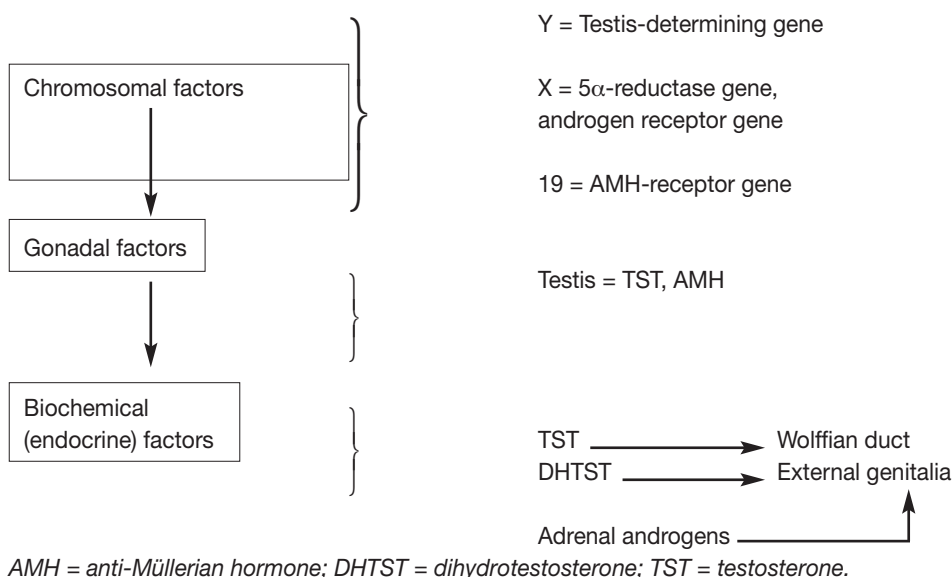 Y = Testis-determining gene
Chromosomal factors
X = 5α-reductase gene,
androgen receptor gene
19 = AMH-receptor gene
Gonadal factors
Testis = TST, AMH
Biochemical
(endocrine) factors
TST Wolffian duct
DHTST External genitalia
Adrenal androgens
AMH = anti-Müllerian hormone; DHTST = dihydrotestosterone; TST = testosterone.